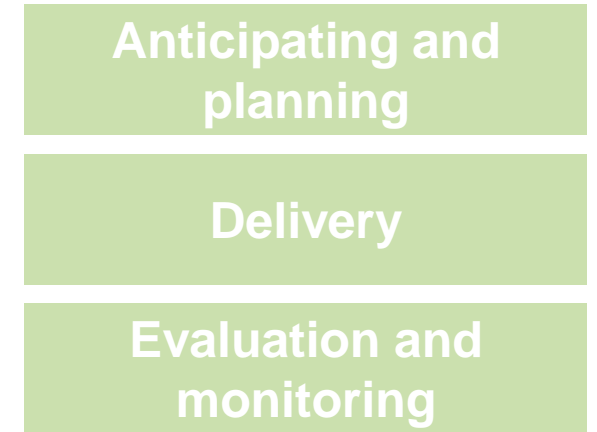 Anticipating and
planning
Delivery
Evaluation and
monitoring